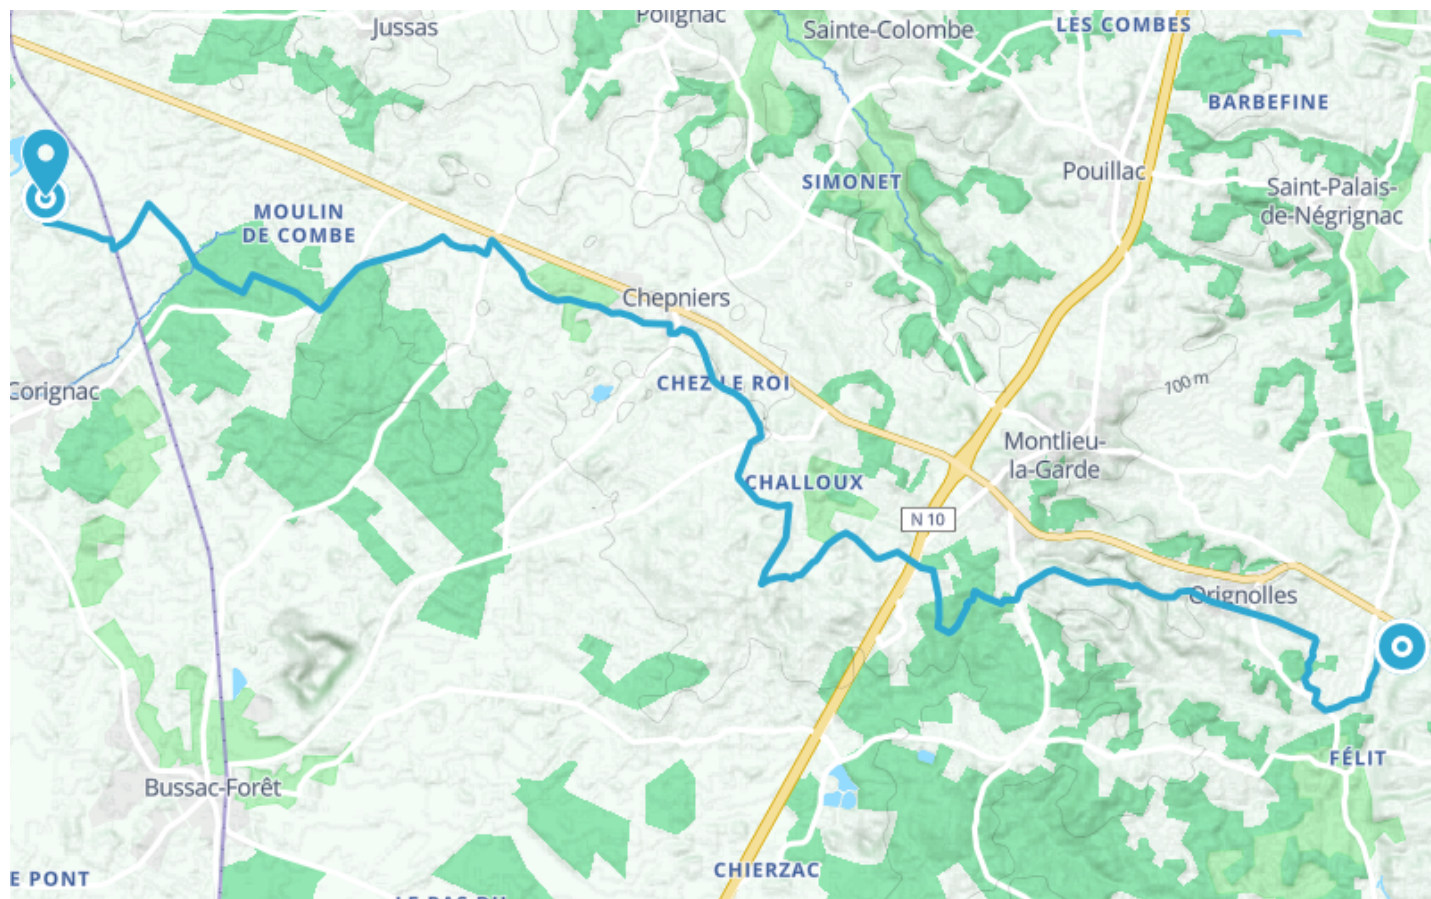 Jussas
Polignac
Sainte-Colombe
LES COMBES
BARBEFINE
Pouillac
SIMONET
Saint-Palais-
de-Négrignac
MOULIN
DE COMBE
Chepniers
CHEZ LE ROI
100 m
Corignac
Montlieu-
la-Garde
CHALLOUX
N 10
Orignolles
FÉLIT
Bussac-Forêt
CHIERZAC
E PONT